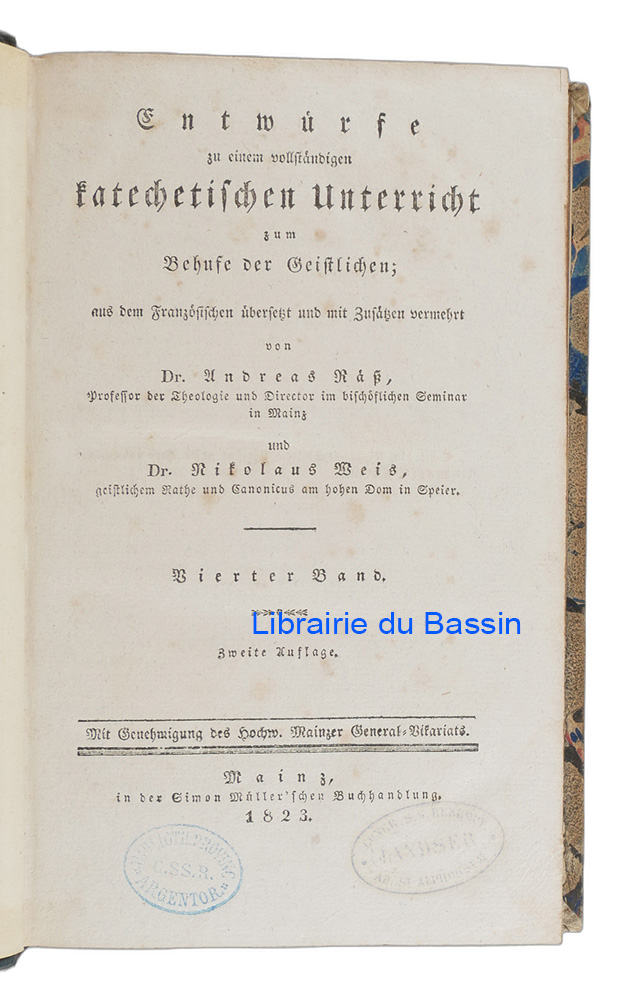 Entwürfe
zu einem vollständigen
katechetischen Unterricht
zum
Behufe der Geistlichen;
aus dem Französischen übersetzt und mit Zusätzen vermehrt
von
Dr. Andreas Räß,
Professor der Theologie und Director im bischöflichen Seminar
in Mainz
und
Dr. Nikolaus Weis,
geistlichem Rathe und Canonicus am hohen Dom in Speier.
Vierter Band.
Librairie du Bassin
Zweite Auflage.
Mit Genehmigung des Hochw. Mainzer General-Vikariats.
Mainz,
in der Simon Müller'schen Buchhandlung.
1823.
C.SS.R.
ARGENTOR.
LANDSER